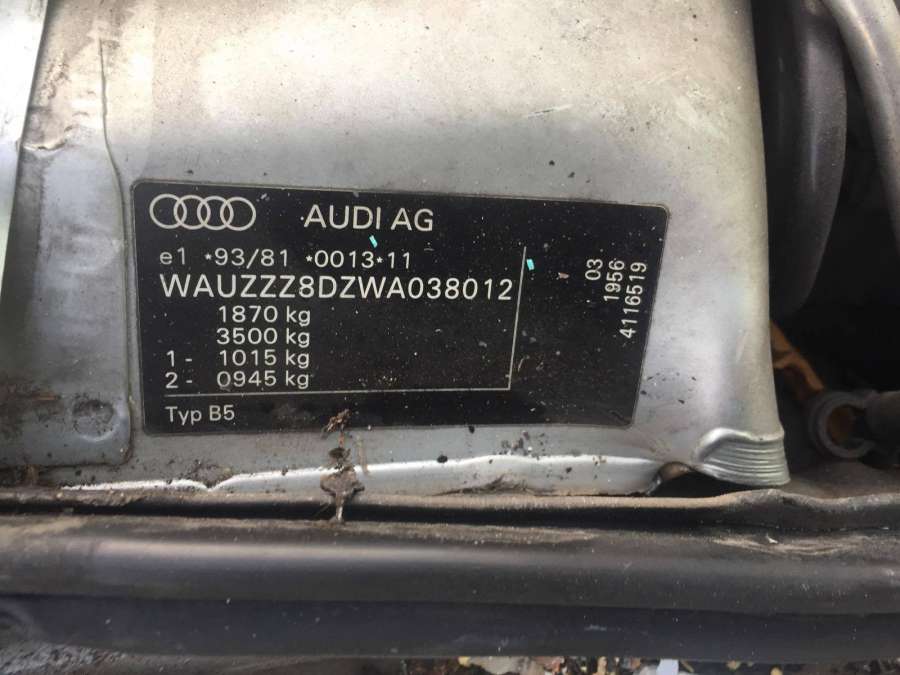 AUDI AG
e1 *93/81 *0013*11
WAUZZZ8DZWA038012
1870 kg
3500 kg
1- 1015 kg
2- 0945 kg
Typ B5
03
1956
4116519